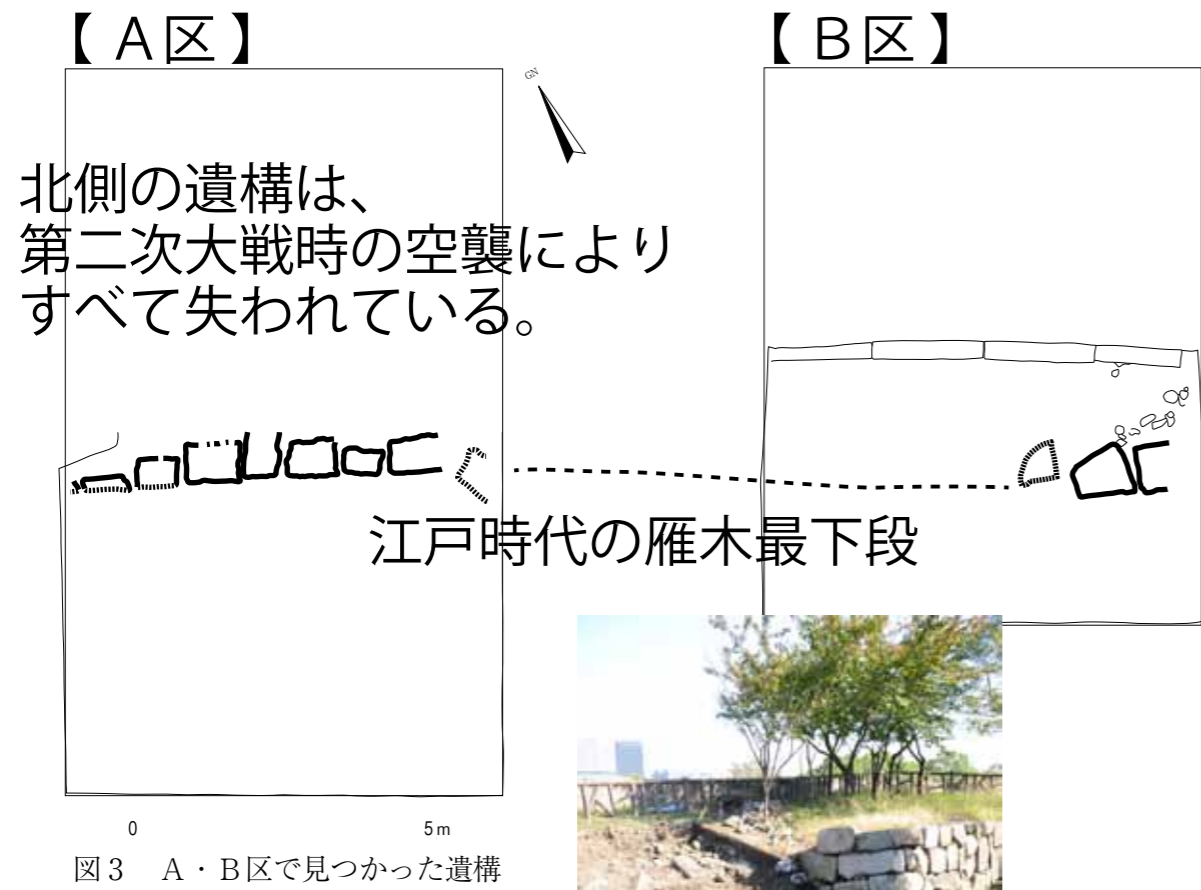 【Ａ区】
【Ｂ区】
GN
北側の遺構は、
第二次大戦時の空襲により
すべて失われている。
江戸時代の雁木最下段
0 5m
図３ Ａ・Ｂ区で見つかった遺構